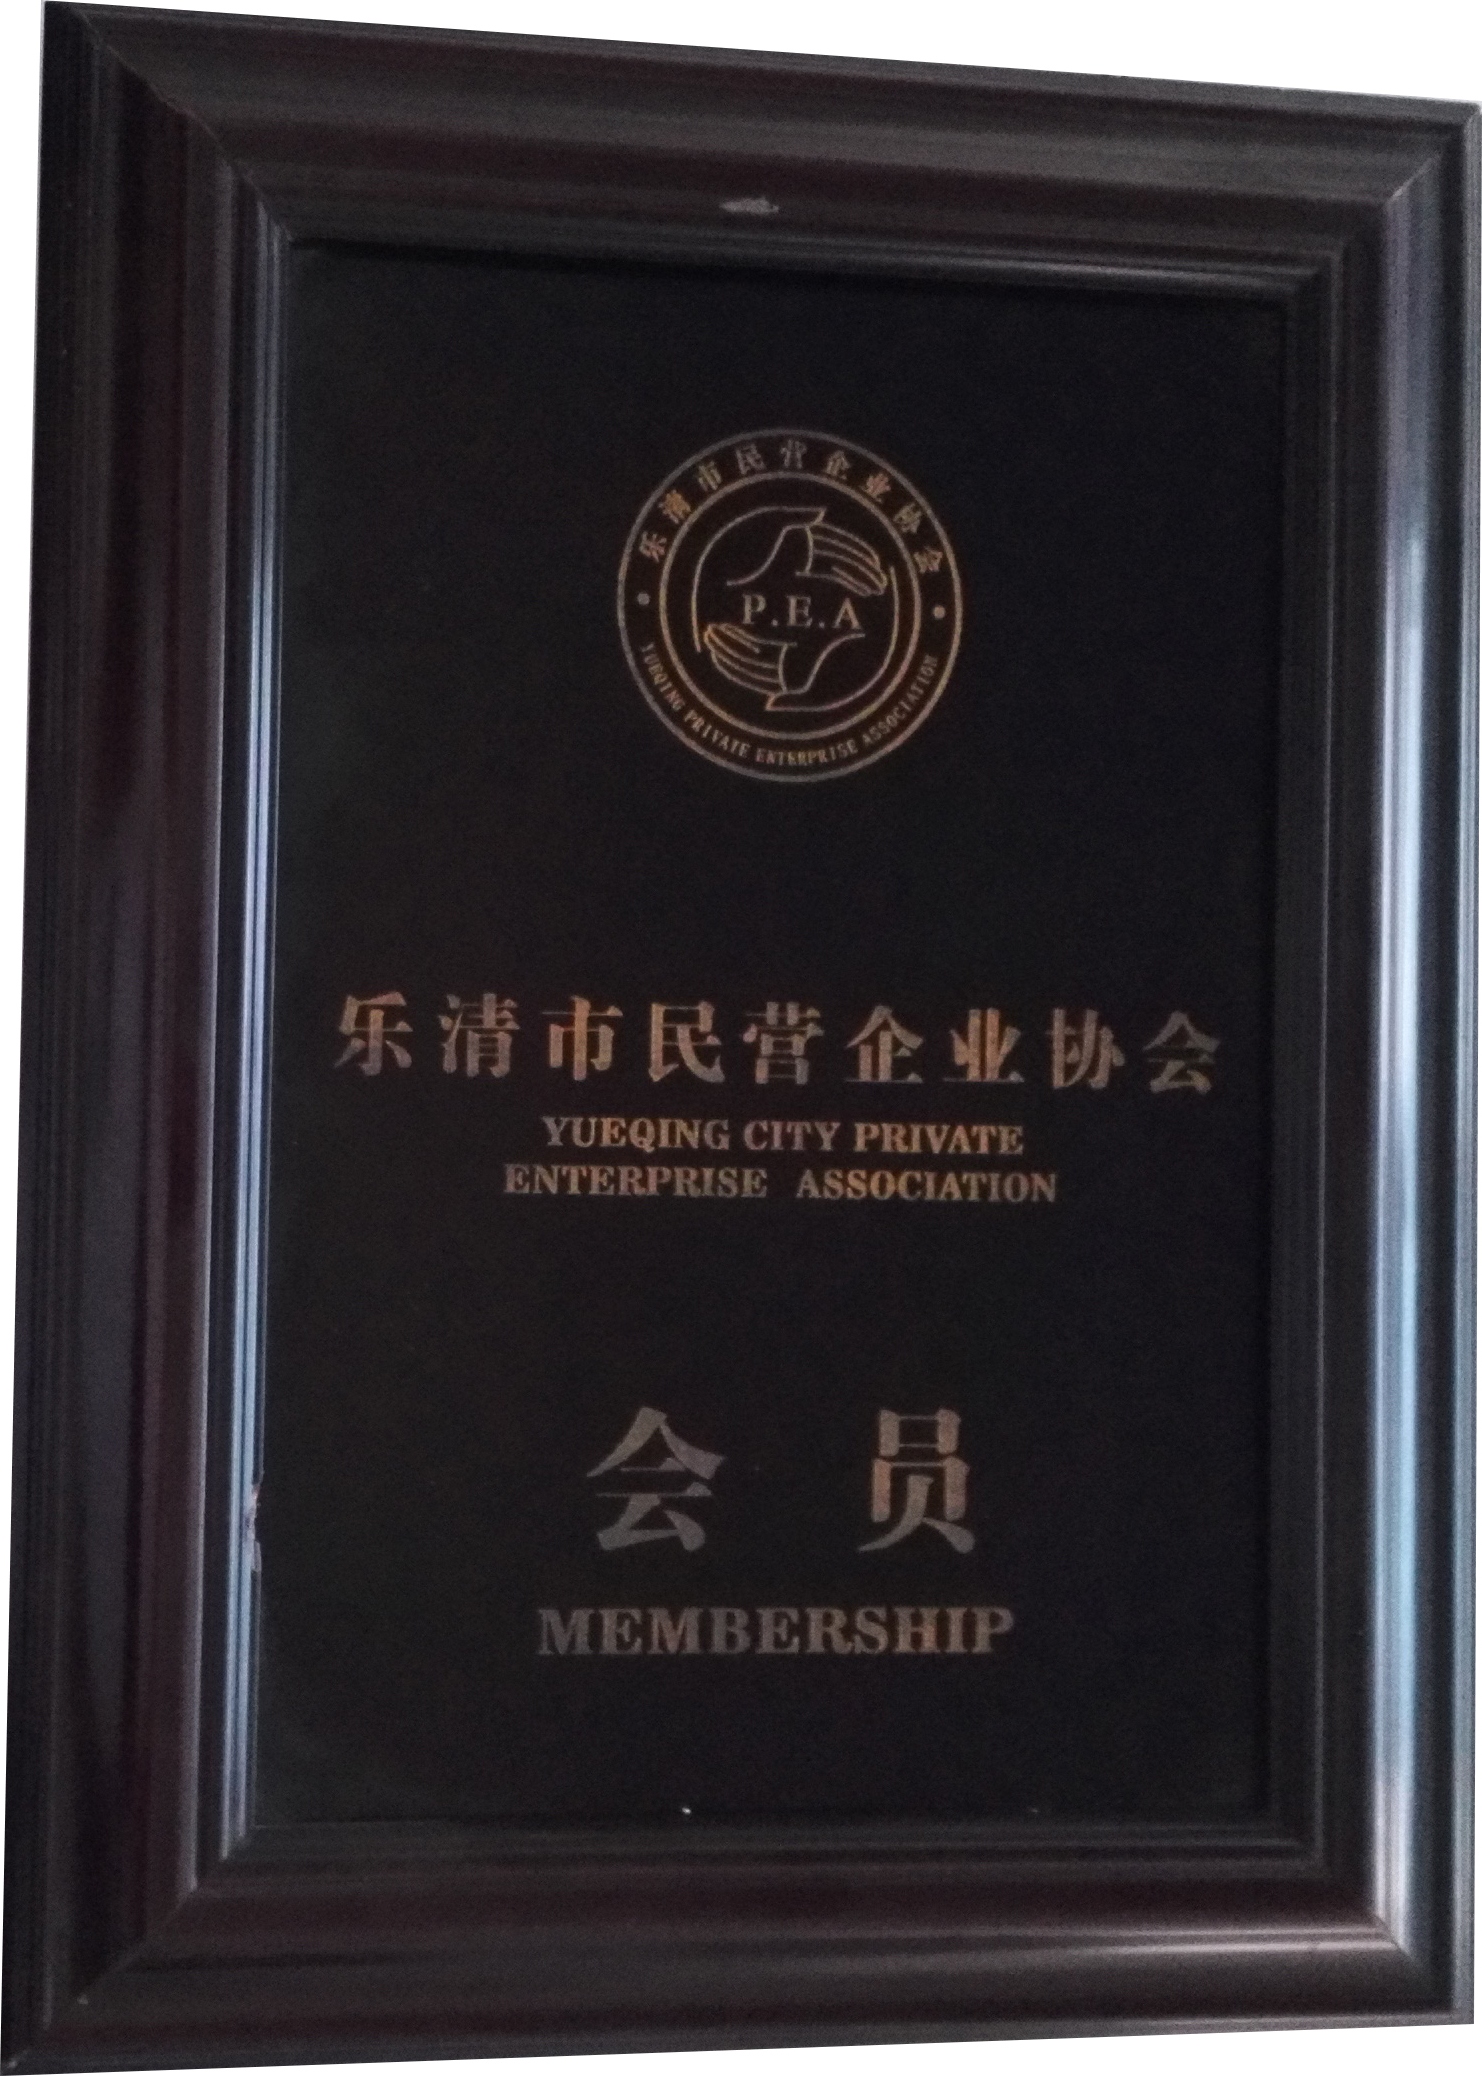 乐清市民营企业协会
P.E.A
YUEQING PRIVATE ENTERPRISE ASSOCIATION
乐清市民营企业协会
YUEQING CITY PRIVATE
ENTERPRISE ASSOCIATION
会员
MEMBERSHIP